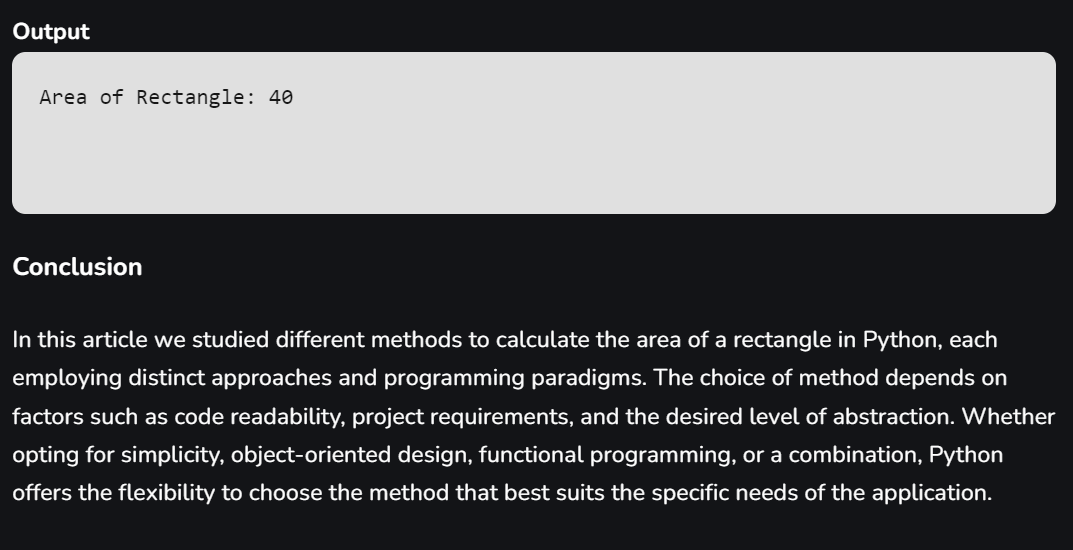 Output
Area of Rectangle: 40
Conclusion
In this article we studied different methods to calculate the area of a rectangle in Python, each
employing distinct approaches and programming paradigms. The choice of method depends on
factors such as code readability, project requirements, and the desired level of abstraction. Whether
opting for simplicity, object-oriented design, functional programming, or a combination, Python
offers the flexibility to choose the method that best suits the specific needs of the application.